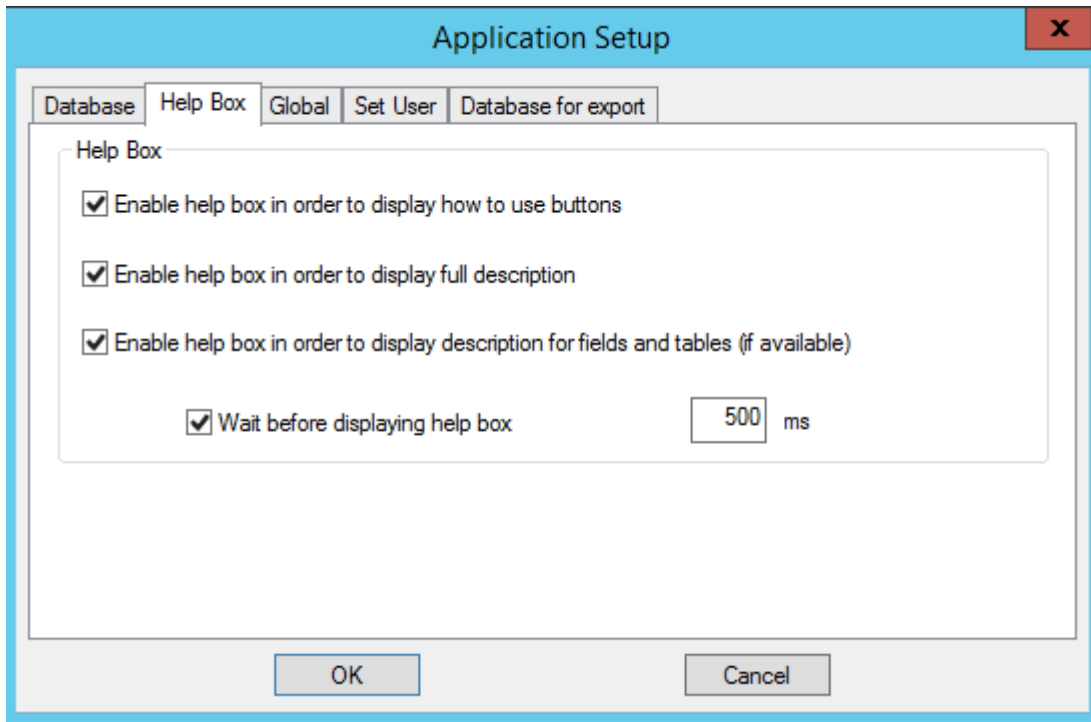 Application Setup
x
Database Help Box Global Set User Database for export
Help Box
Enable help box in order to display how to use buttons
Enable help box in order to display full description
Enable help box in order to display description for fields and tables (if available)
Wait before displaying help box 500 ms
OK Cancel